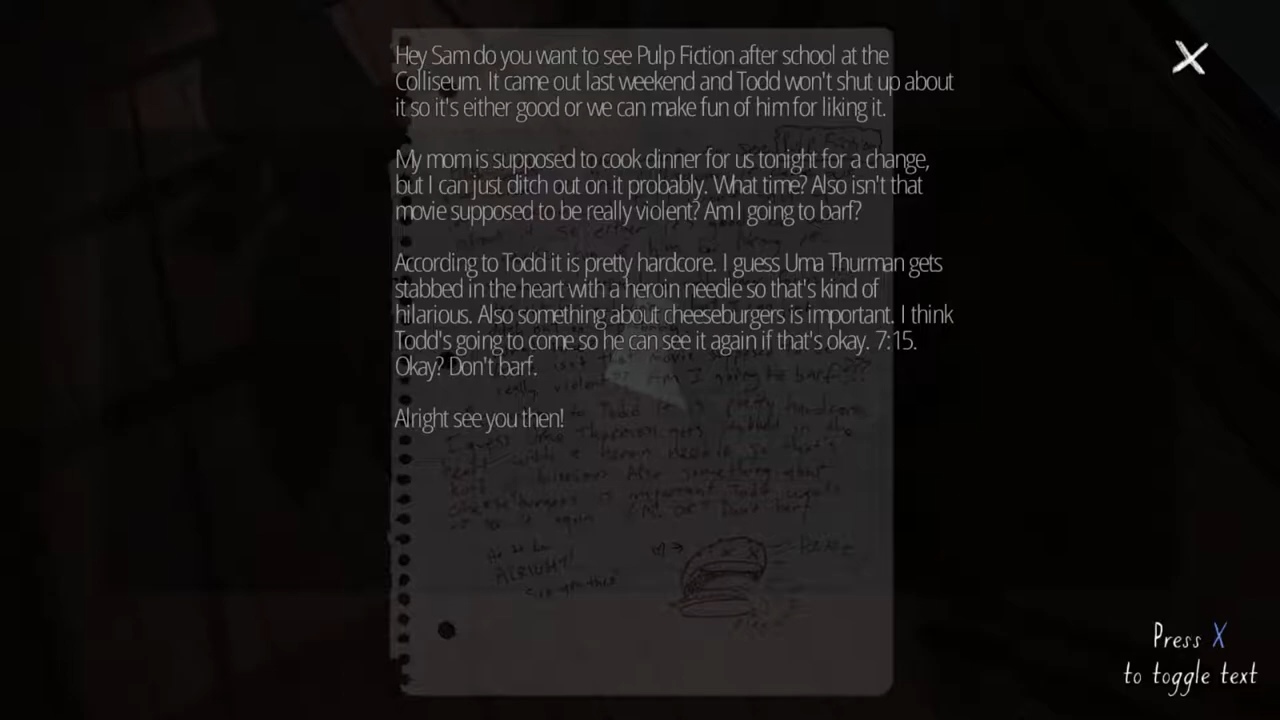 Hey Sam do you want to see Pulp Fiction after school at the
Colliseum. It came out last weekend and Todd won't shut up about
it so it's either good or we can make fun of him for liking it.
My mom is supposed to cook dinner for us tonight for a change,
but I can just ditch out on it probably. What time? Also isn't that
movie supposed to be really violent? Am I going to barf?
According to Todd it is pretty hardcore. I guess Uma Thurman gets
stabbed in the heart with a heroin needle so that's kind of
hilarious. Also something about cheeseburgers is important. I think
Todd's going to come so he can see it again if that's okay. 7:15.
Okay? Don't barf.
Alright see you then!
X
Press X
to toggle text